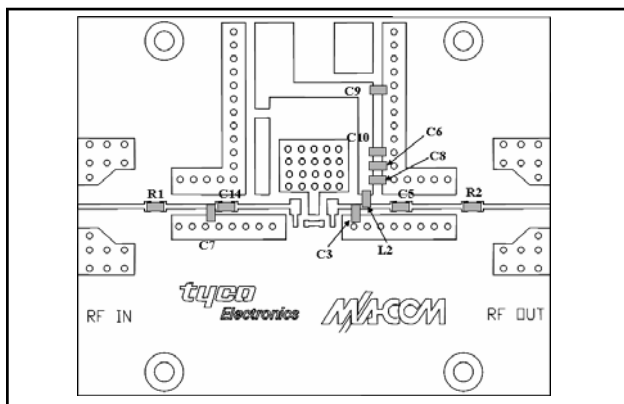 C9
C10
C6
C8
R1
C14
C5
R2
C7
C3
L2
tyco
Electronics
M/A-COM
RF IN
RF OUT